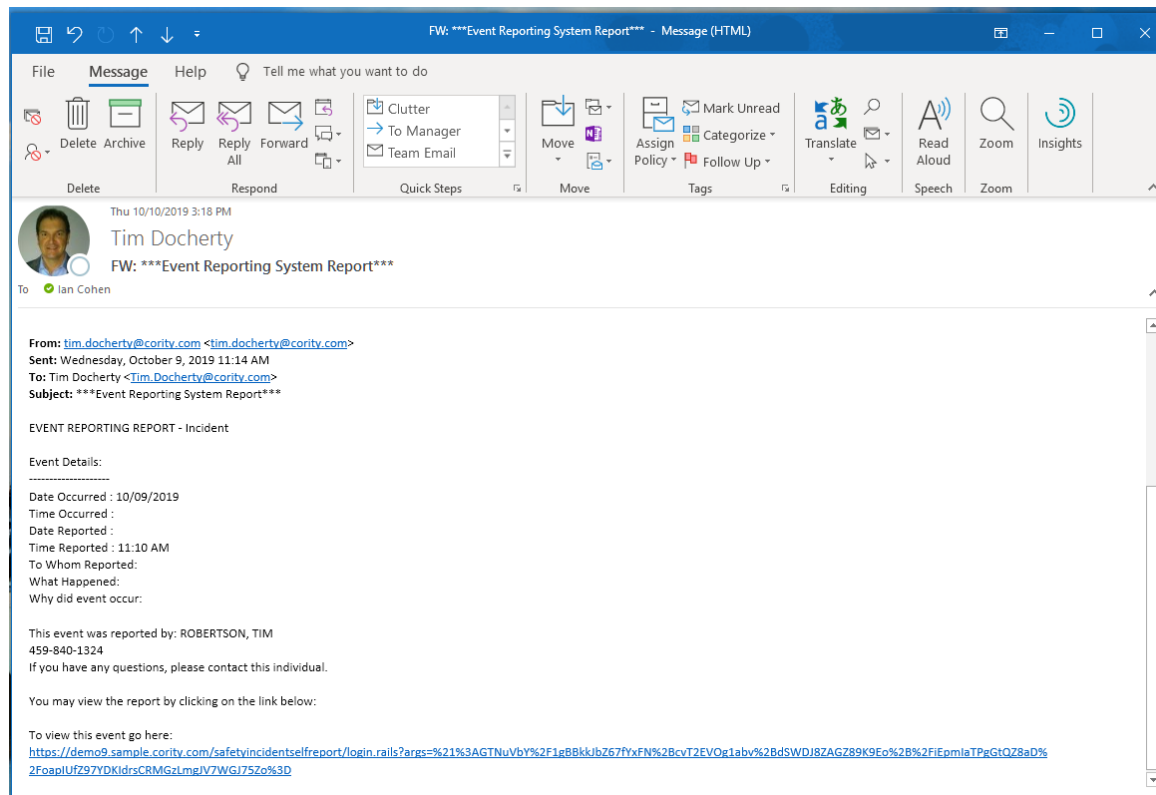 FW: ***Event Reporting System Report*** - Message (HTML)
File Message Help Tell me what you want to do
Delete Archive
Reply Reply All Forward
Clutter
To Manager
Team Email
Move
Assign Policy
Mark Unread
Categorize
Follow Up
Translate
Read Aloud
Zoom
Insights
Delete Respond Quick Steps Move Tags Editing Speech Zoom
Thu 10/10/2019 3:18 PM
Tim Docherty
FW: ***Event Reporting System Report***
To Ian Cohen
From: tim.docherty@cority.com <tim.docherty@cority.com>
Sent: Wednesday, October 9, 2019 11:14 AM
To: Tim Docherty <Tim.Docherty@cority.com>
Subject: ***Event Reporting System Report***
EVENT REPORTING REPORT - Incident
Event Details:
--------------------
Date Occurred : 10/09/2019
Time Occurred :
Date Reported :
Time Reported : 11:10 AM
To Whom Reported:
What Happened:
Why did event occur:
This event was reported by: ROBERTSON, TIM
459-840-1324
If you have any questions, please contact this individual.
You may view the report by clicking on the link below:
To view this event go here:
https://demo9.sample.cority.com/safetyincidentselfreport/login.rails?args=%21%3AGTNuVbY%2F1gBBkkJbZ67fYxFN%2BcvT2EVOg1abv%2BdSWDJ8ZAGZ89K9Eo%2B%2FiEpmIaTPgGtQZ8aD%
2FoapIUfZ97YDKIdrsCRMGzLmgJV7WGJ75Zo%3D